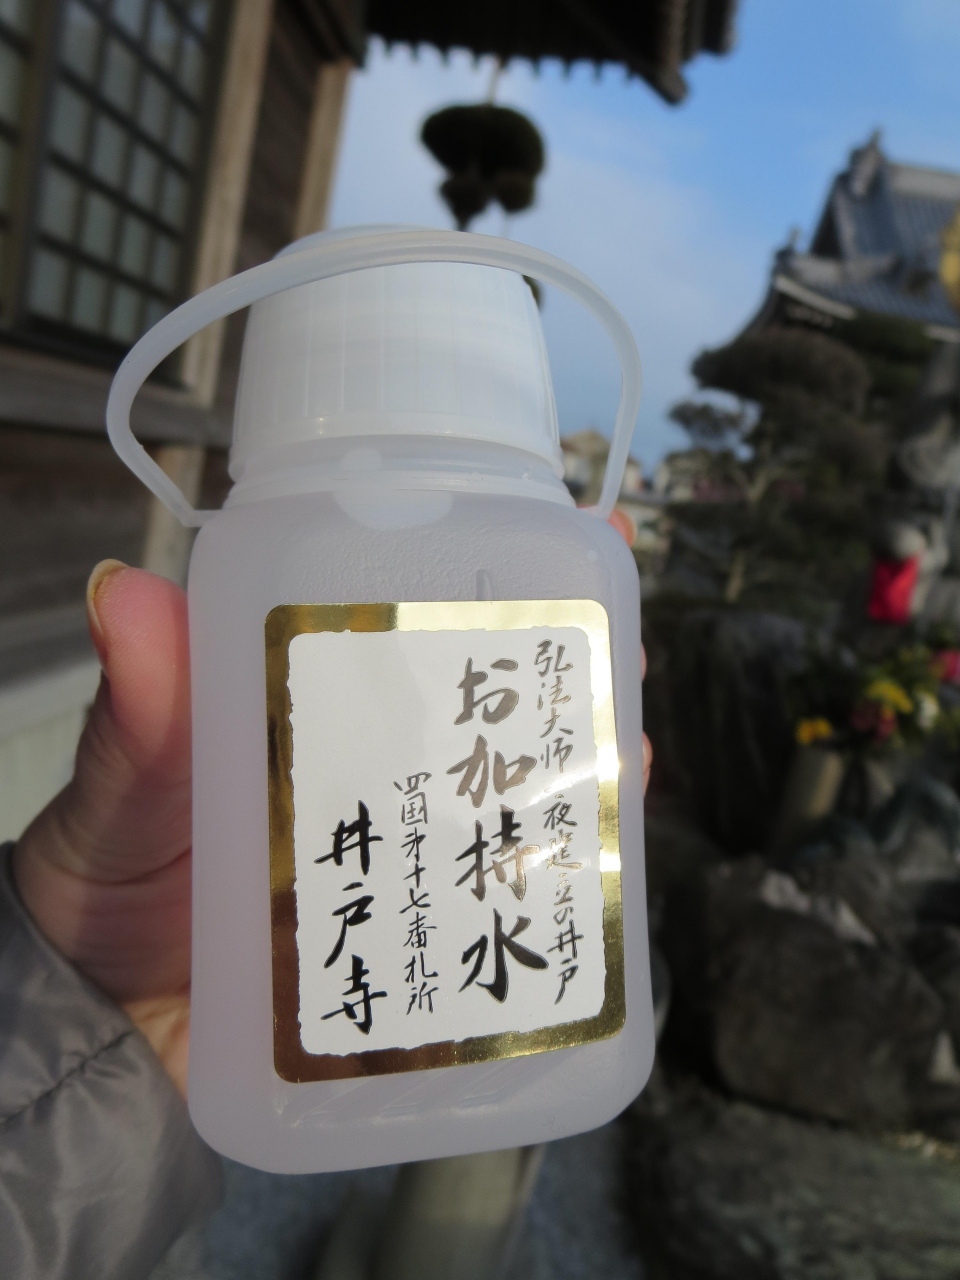 弘法大師一夜建立の井戸
お加持水
四国第十七番札所
井戸寺